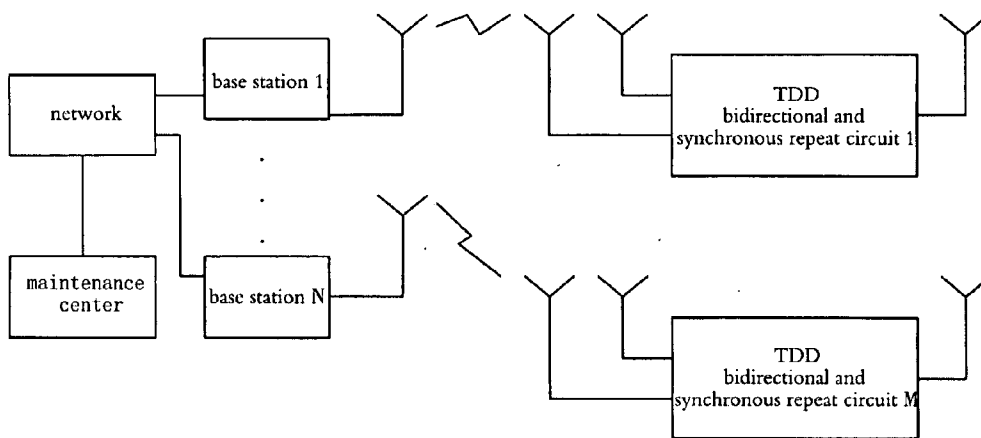 base station 1
network
TDD
bidirectional and
synchronous repeat circuit 1
maintenance
center
base station N
TDD
bidirectional and
synchronous repeat circuit M